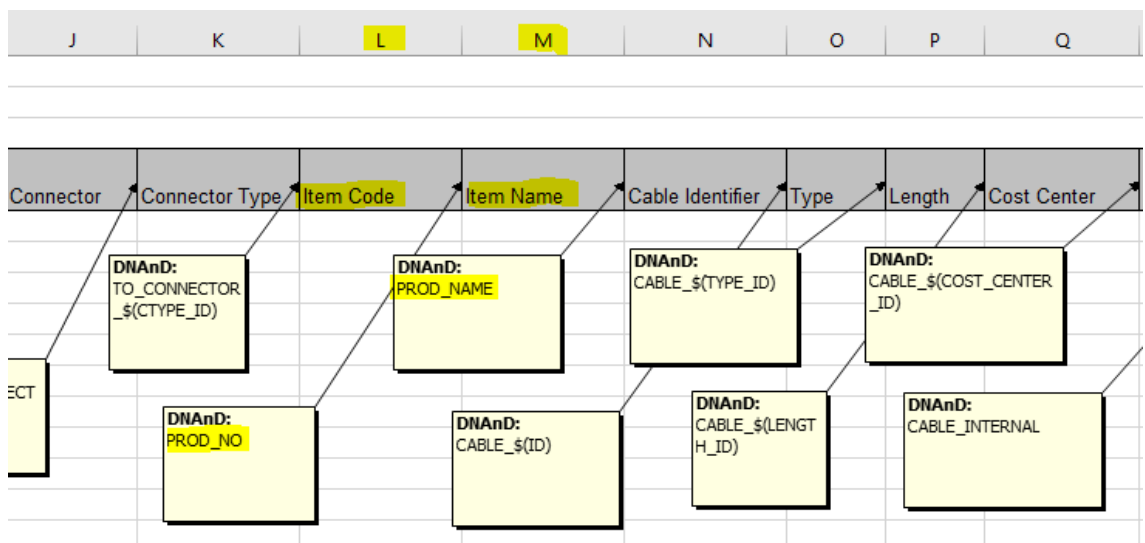 J K L M N O P Q
Connector Connector Type Item Code Item Name Cable Identifier Type Length Cost Center
DNAnD:
TO_CONNECTOR
_$(CTYPE_ID)
DNAnD:
PROD_NAME
DNAnD:
CABLE_$(TYPE_ID)
DNAnD:
CABLE_$(COST_CENTER
_ID)
ECT
DNAnD:
PROD_NO
DNAnD:
CABLE_$(ID)
DNAnD:
CABLE_$(LENGT
H_ID)
DNAnD:
CABLE_INTERNAL